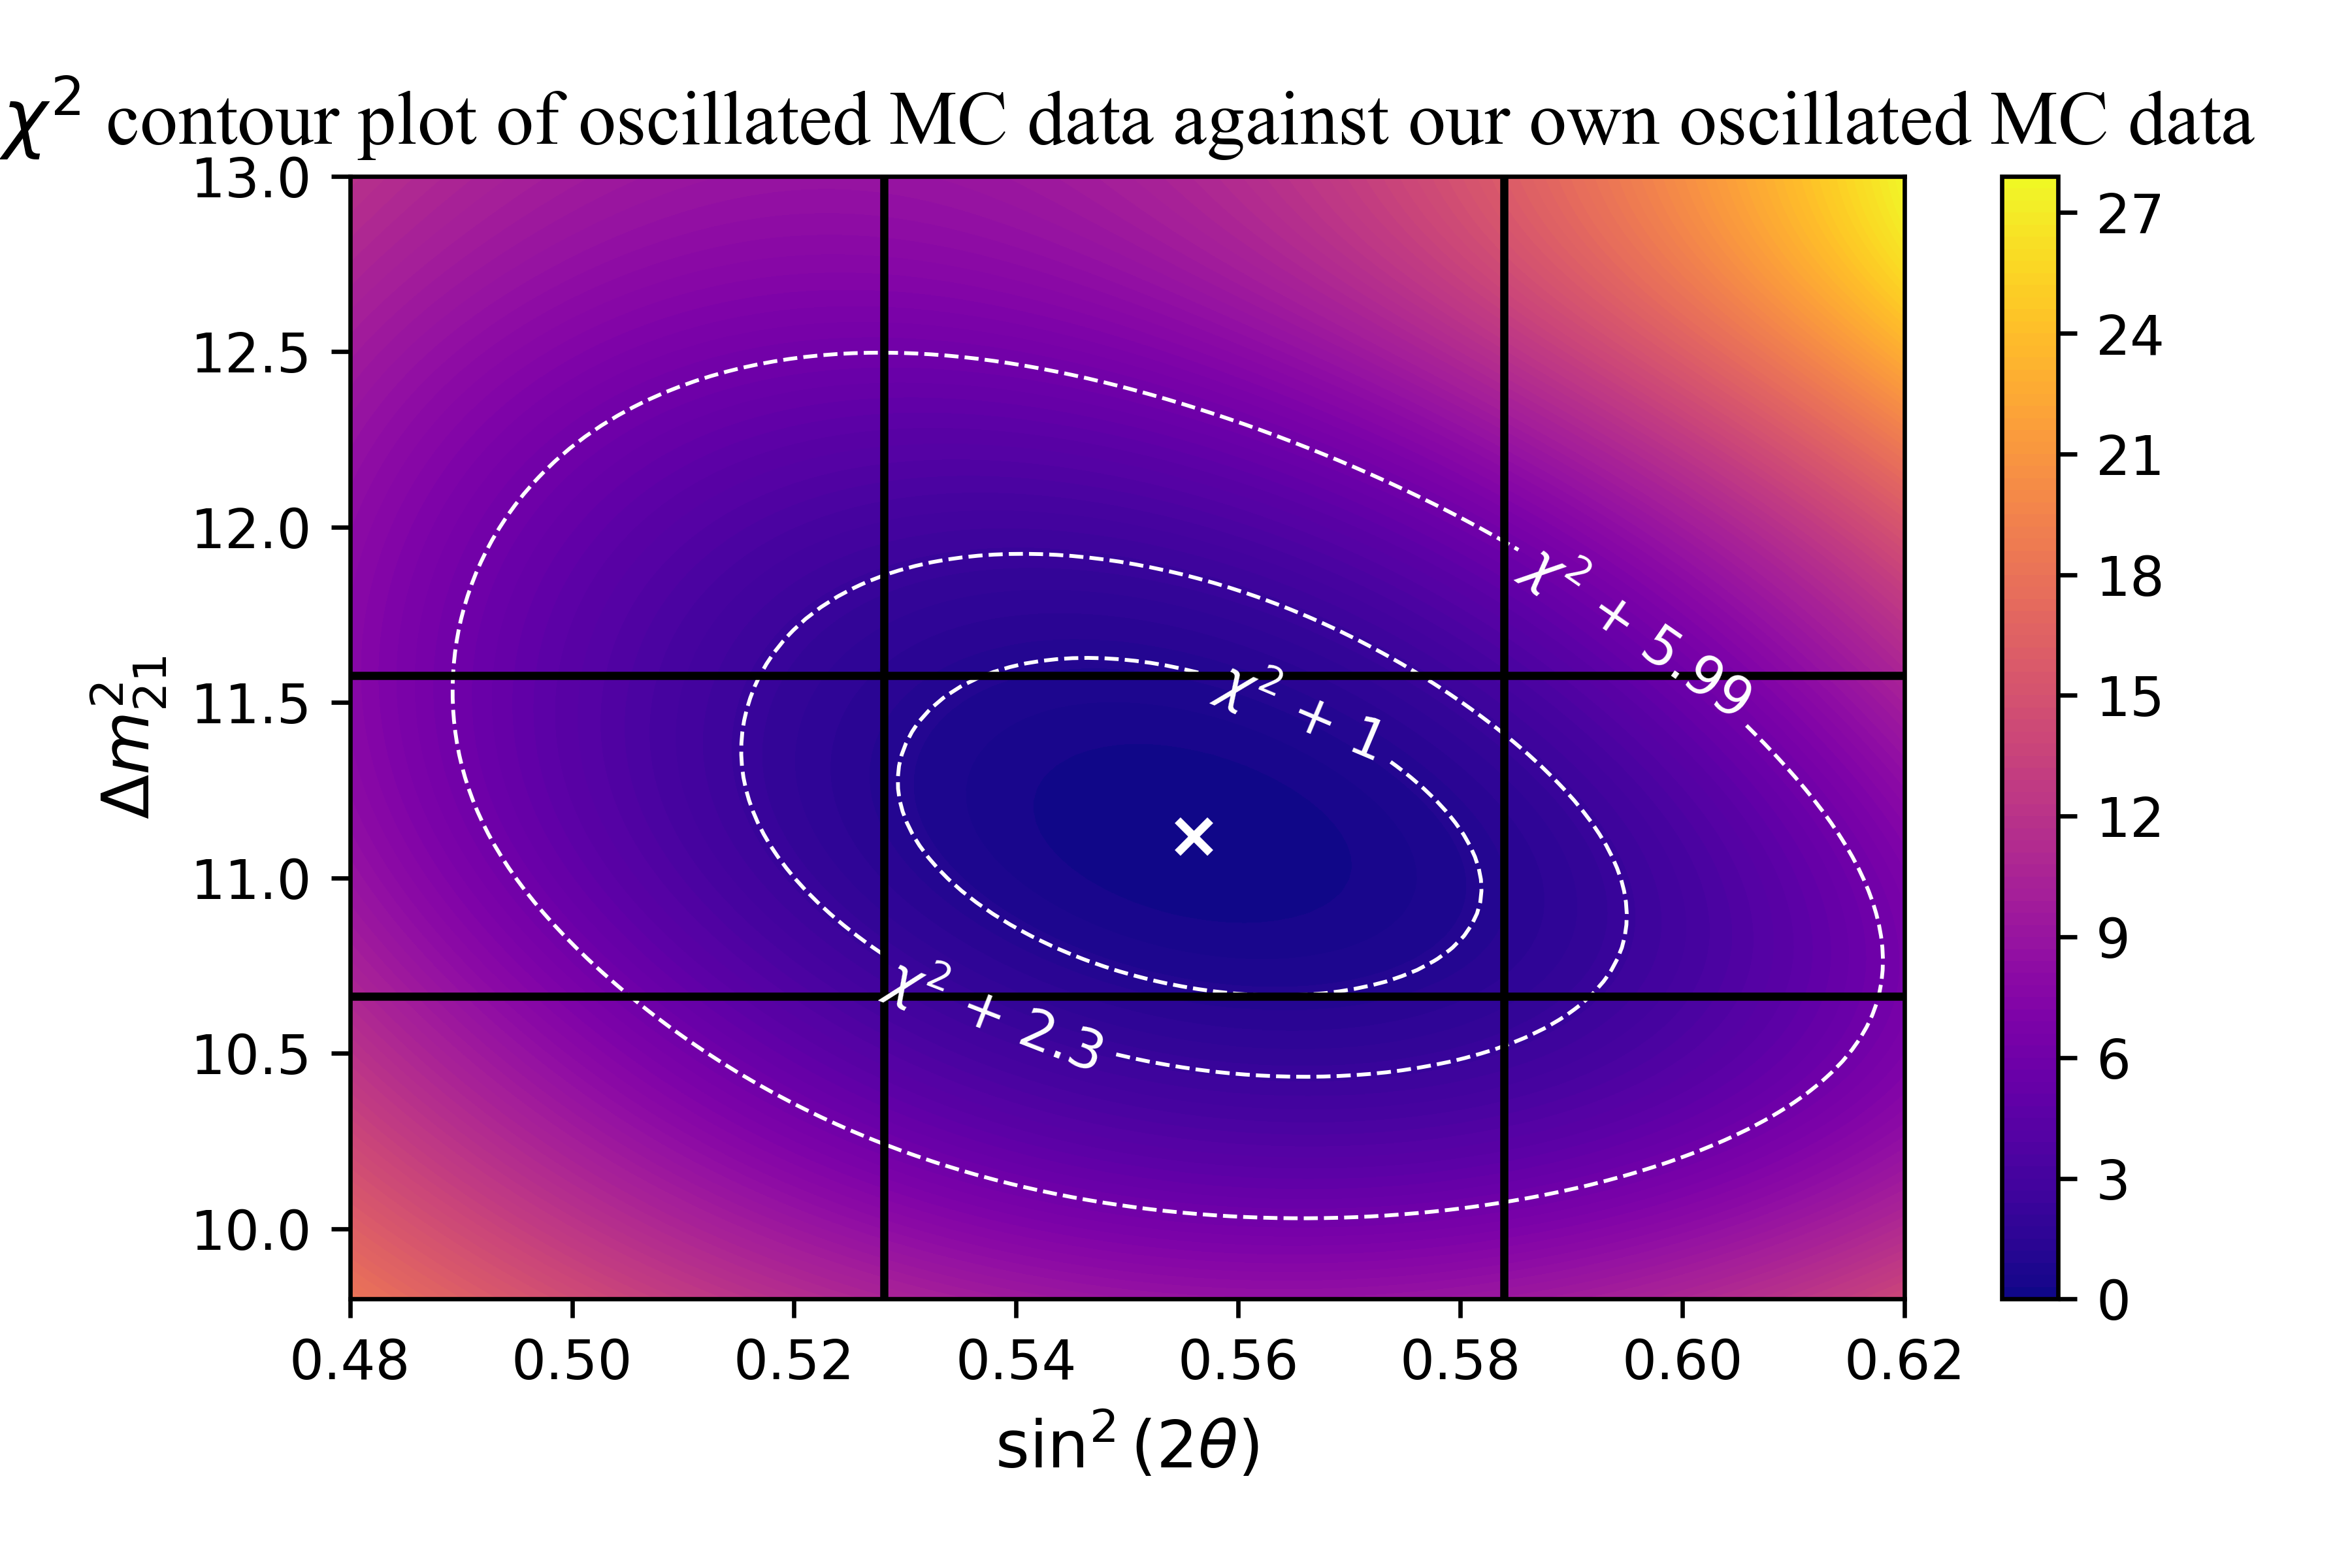 χ² contour plot of oscillated MC data against our own oscillated MC data
13.0
12.5
12.0
11.5
11.0
10.5
10.0
Δm²₂₁
χ² + 5.99
χ² + 1
χ² + 2.3
0.48 0.50 0.52 0.54 0.56 0.58 0.60 0.62
sin² (2θ)
27
24
21
18
15
12
9
6
3
0